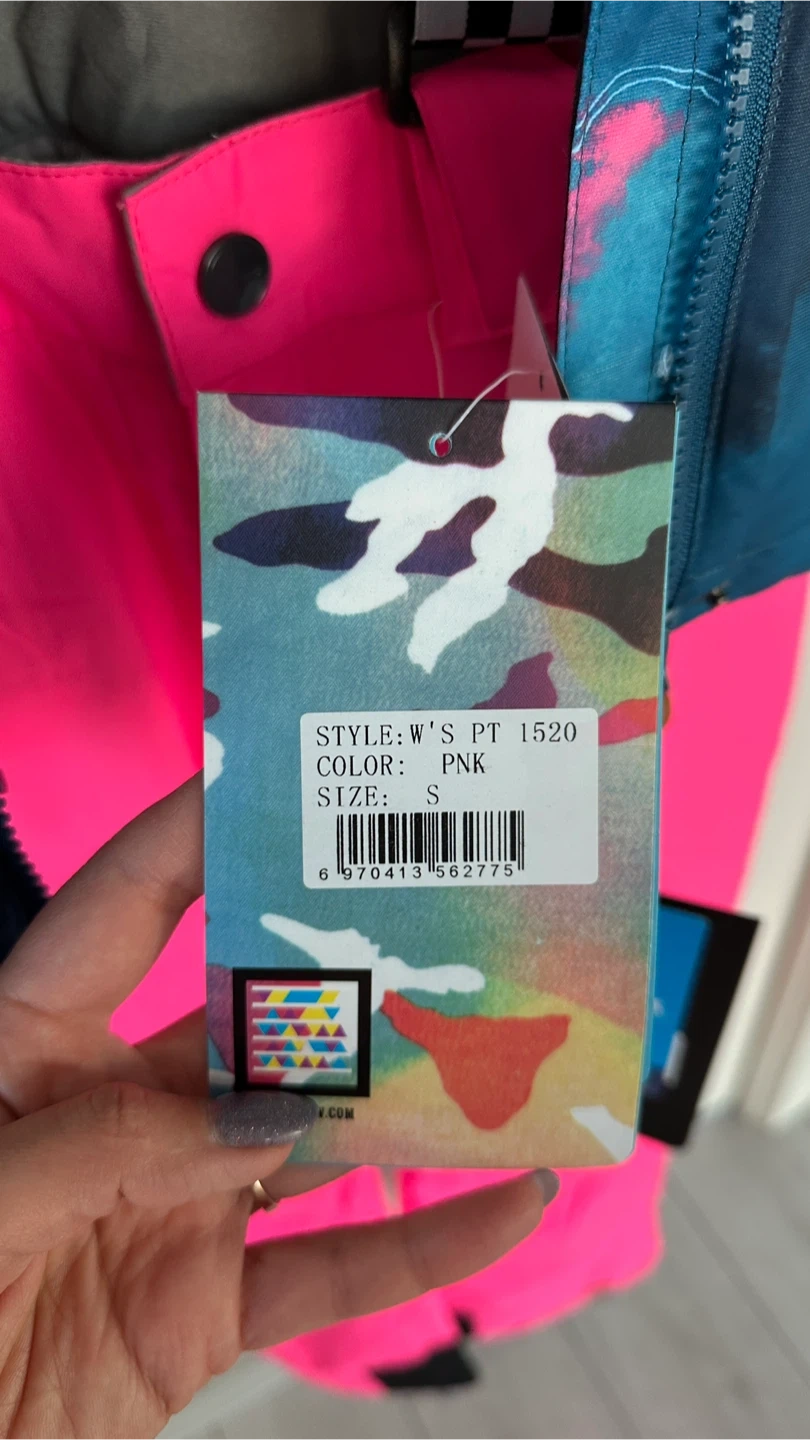 STYLE:W'S PT 1520
COLOR: PNK
SIZE: S
6 970413 562775